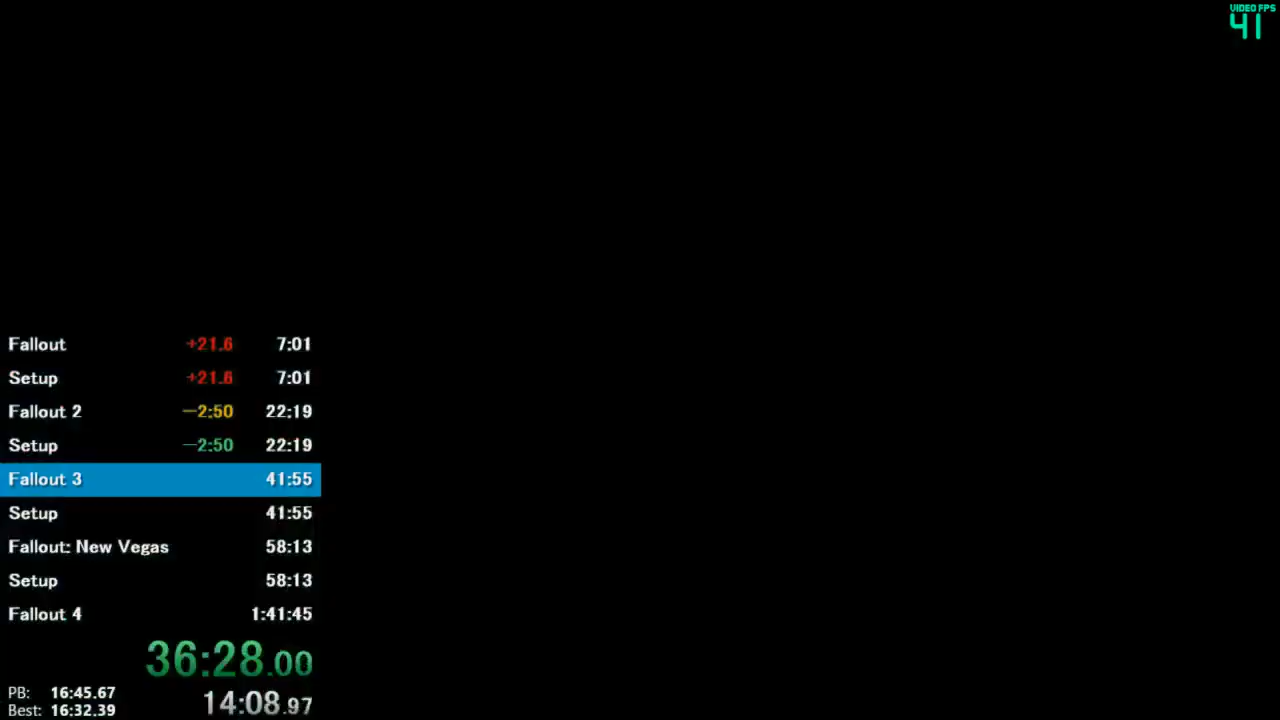 VIDEO FPS
41
Fallout +21.6 7:01
Setup +21.6 7:01
Fallout 2 −2:50 22:19
Setup −2:50 22:19
Fallout 3 41:55
Setup 41:55
Fallout: New Vegas 58:13
Setup 58:13
Fallout 4 1:41:45
36:28.00
PB: 16:45.67
Best: 16:32.39
14:08.97